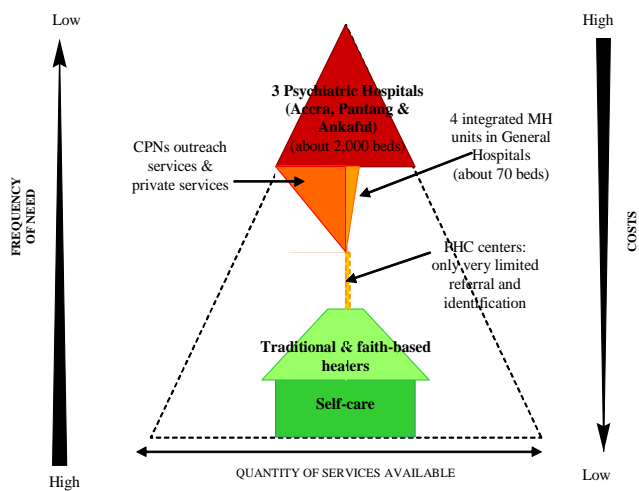 Low
High
3 Psychiatric Hospitals
(Accra, Pantang &
Ankaful)
(about 2,000 beds)
4 integrated MH
units in General
Hospitals
(about 70 beds)
CPNs outreach
services &
private services
FREQUENCY
OF NEED
COSTS
PHC centers:
only very limited
referral and
identification
Traditional & faith-based
healers
Self-care
QUANTITY OF SERVICES AVAILABLE
High
Low